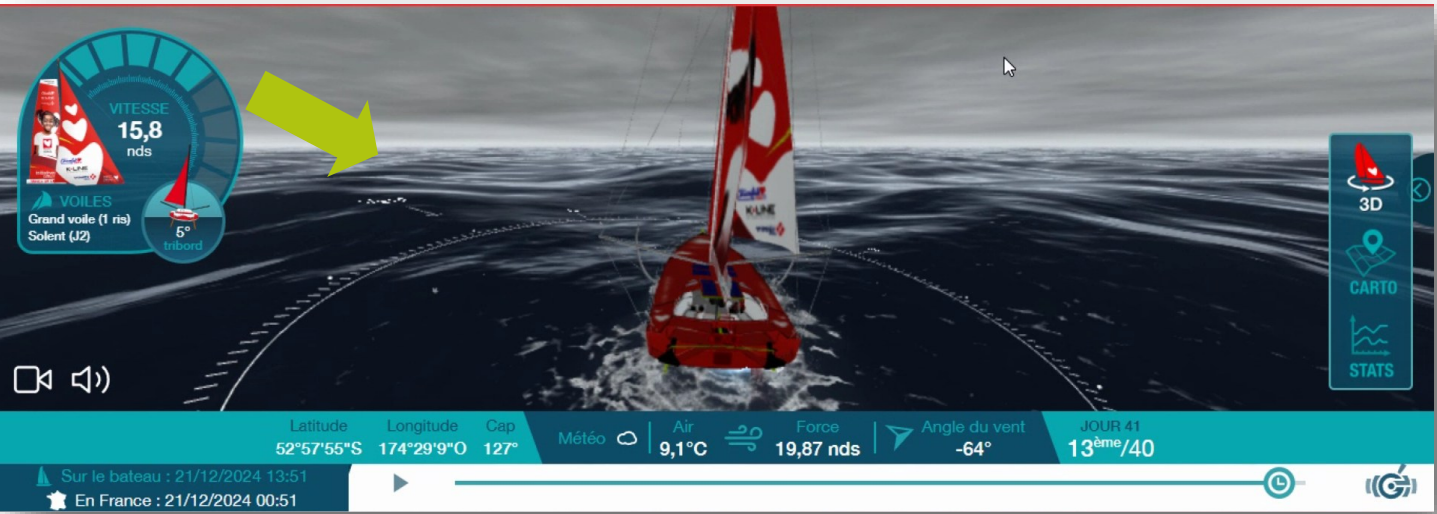 VITESSE
15,8
nds
VOILES
Grand voile (1 ris)
Solent (J2)
5°
tribord
K-LINE
K-LINE
3D
CARTO
STATS
Latitude
52°57'55"S
Longitude
174°29'9"O
Cap
127°
Météo
Air
9,1°C
Force
19,87 nds
Angle du vent
-64°
JOUR 41
13ème/40
Sur le bateau : 21/12/2024 13:51
En France : 21/12/2024 00:51